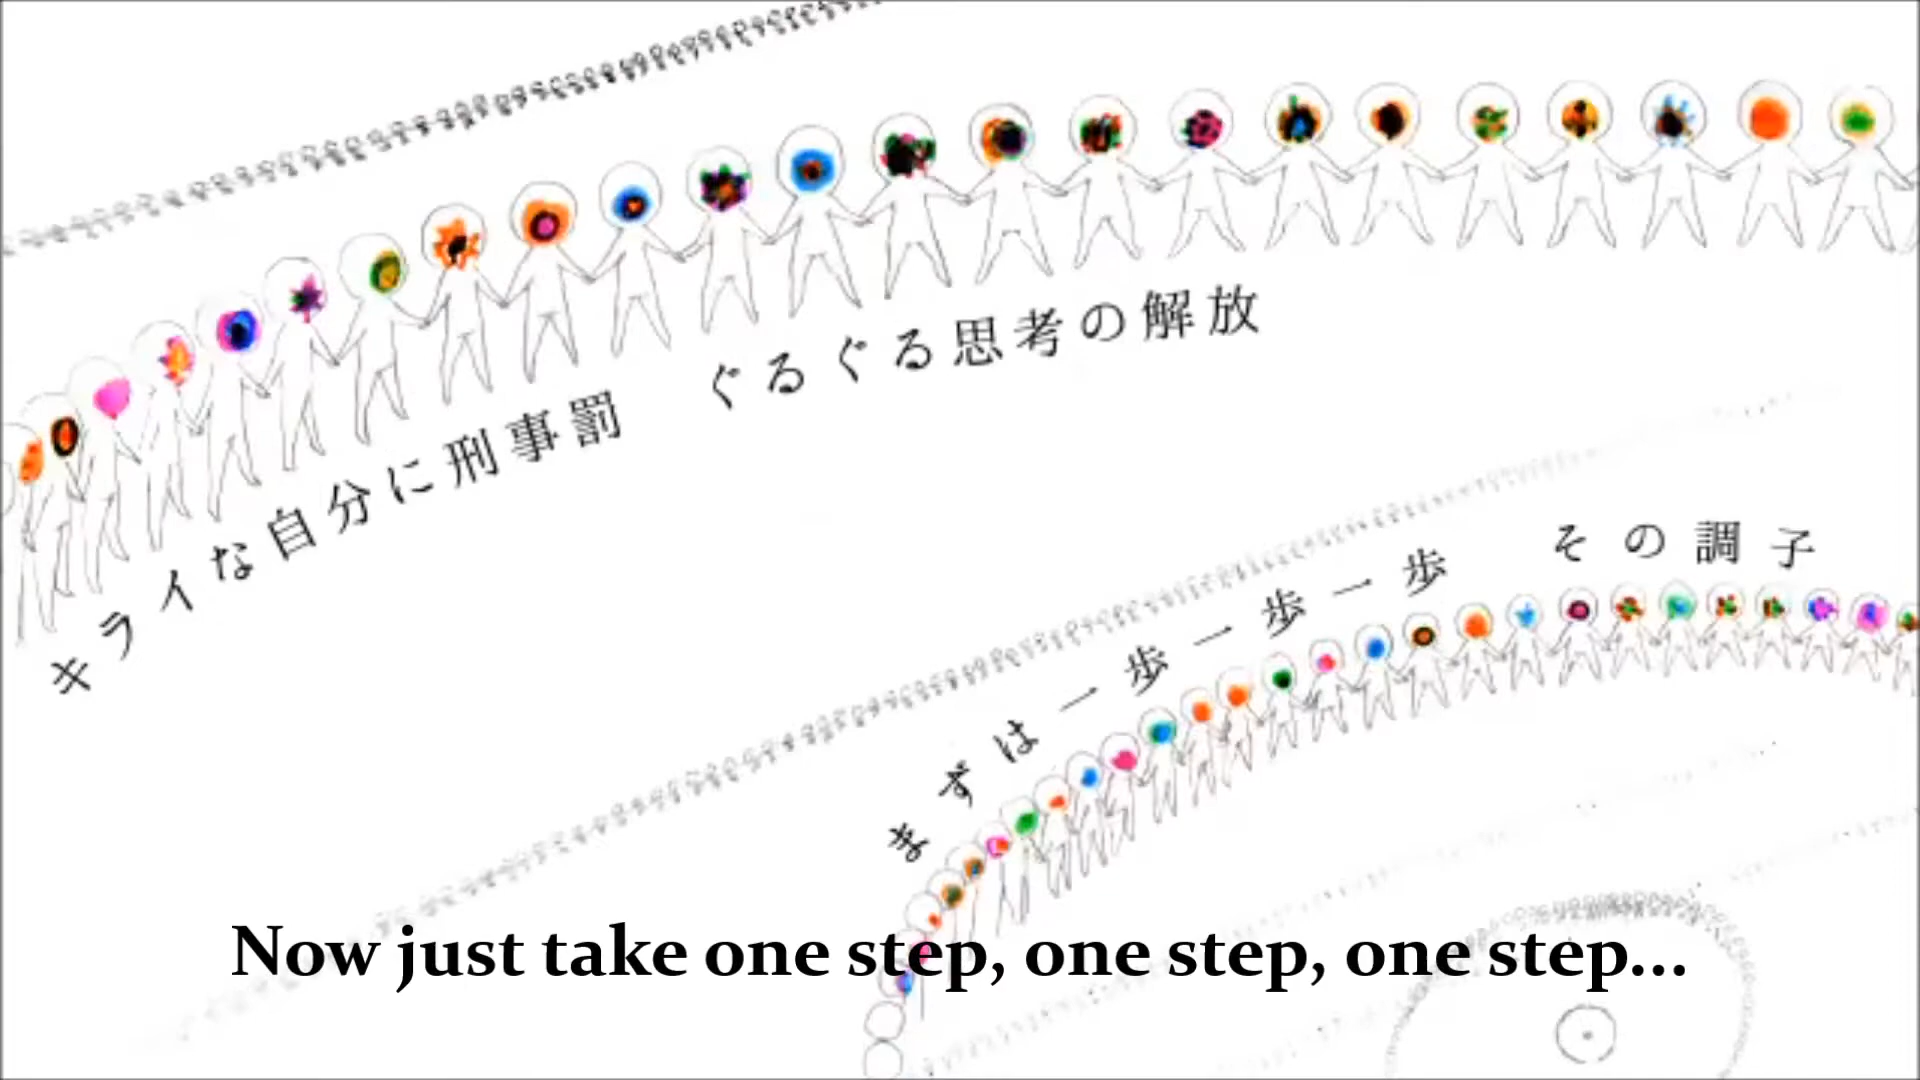 キライな自分に刑事罰 ぐるぐる思考の解放
まずは一歩一歩一歩 その調子
Now just take one step, one step, one step...